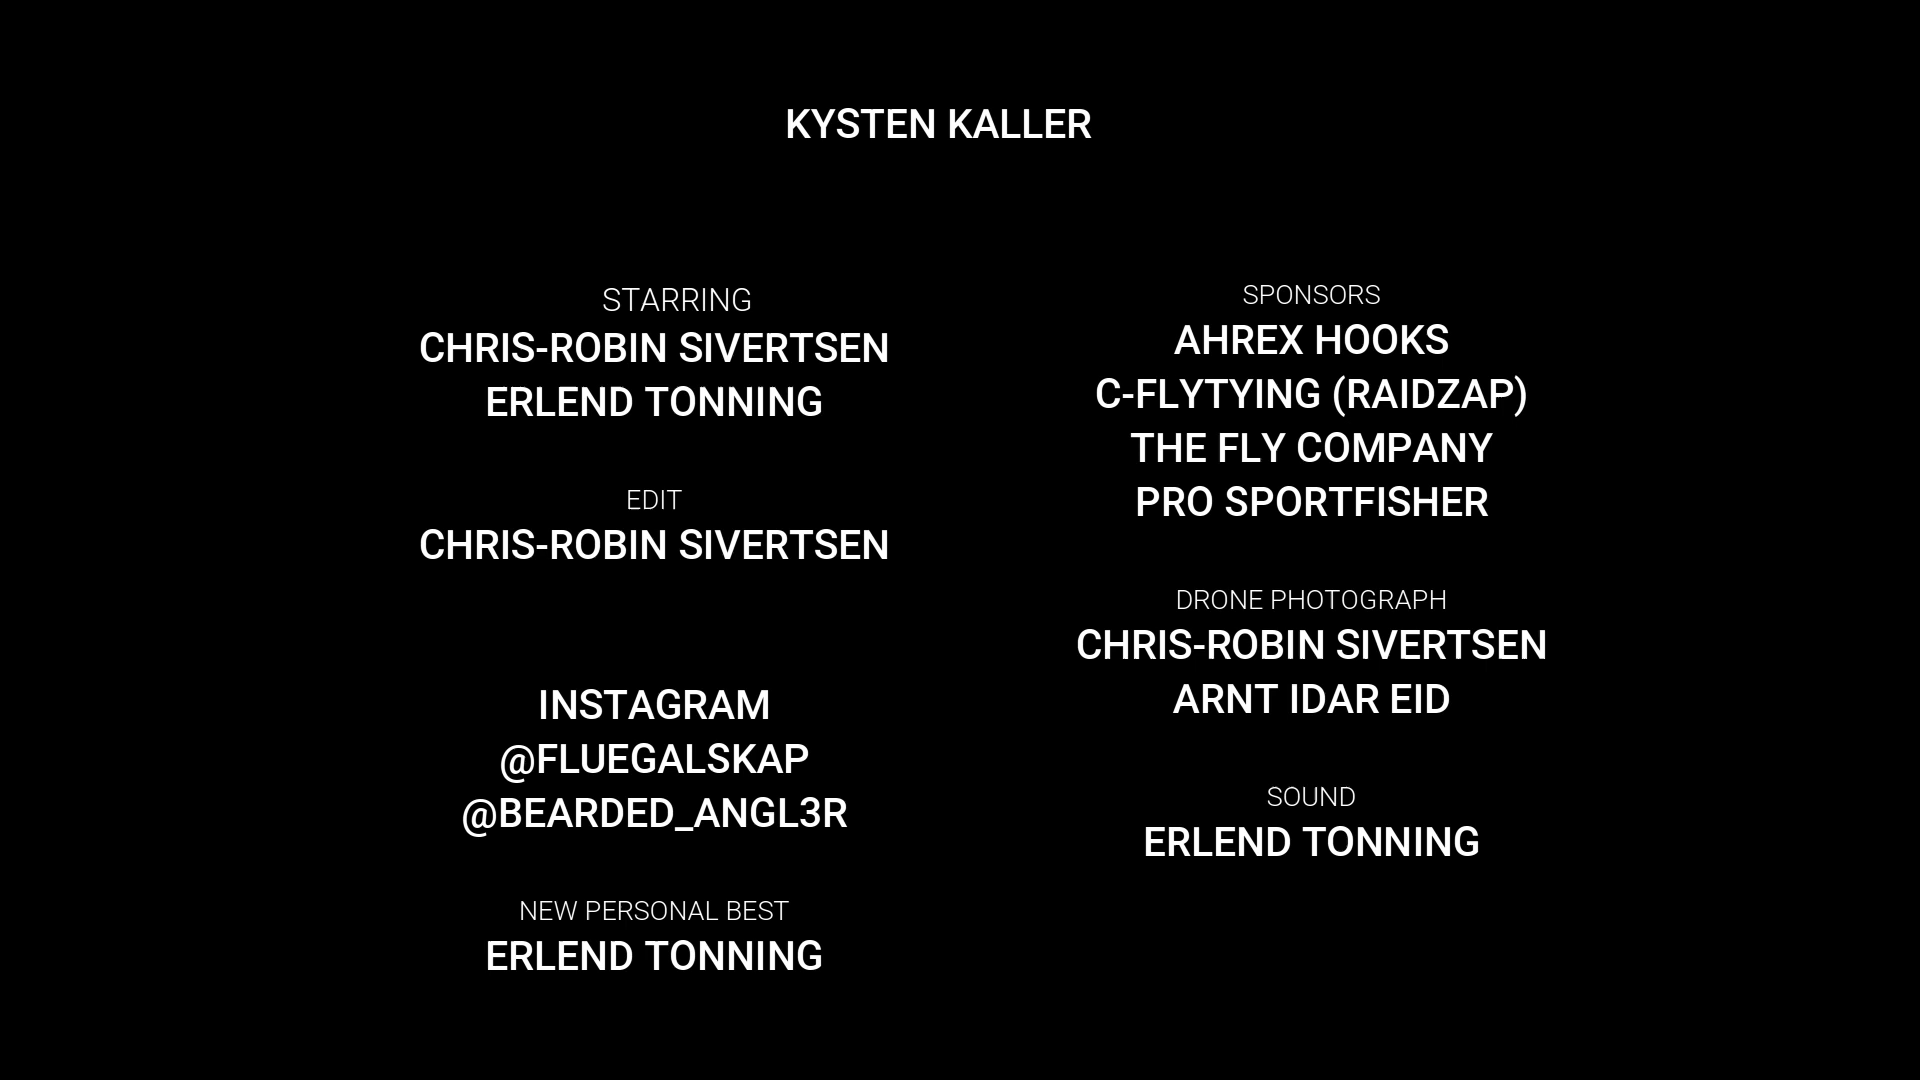 KYSTEN KALLER
STARRING
CHRIS-ROBIN SIVERTSEN
ERLEND TONNING
EDIT
CHRIS-ROBIN SIVERTSEN
INSTAGRAM
@FLUEGALSKAP
@BEARDED_ANGL3R
NEW PERSONAL BEST
ERLEND TONNING
SPONSORS
AHREX HOOKS
C-FLYTYING (RAIDZAP)
THE FLY COMPANY
PRO SPORTFISHER
DRONE PHOTOGRAPH
CHRIS-ROBIN SIVERTSEN
ARNT IDAR EID
SOUND
ERLEND TONNING